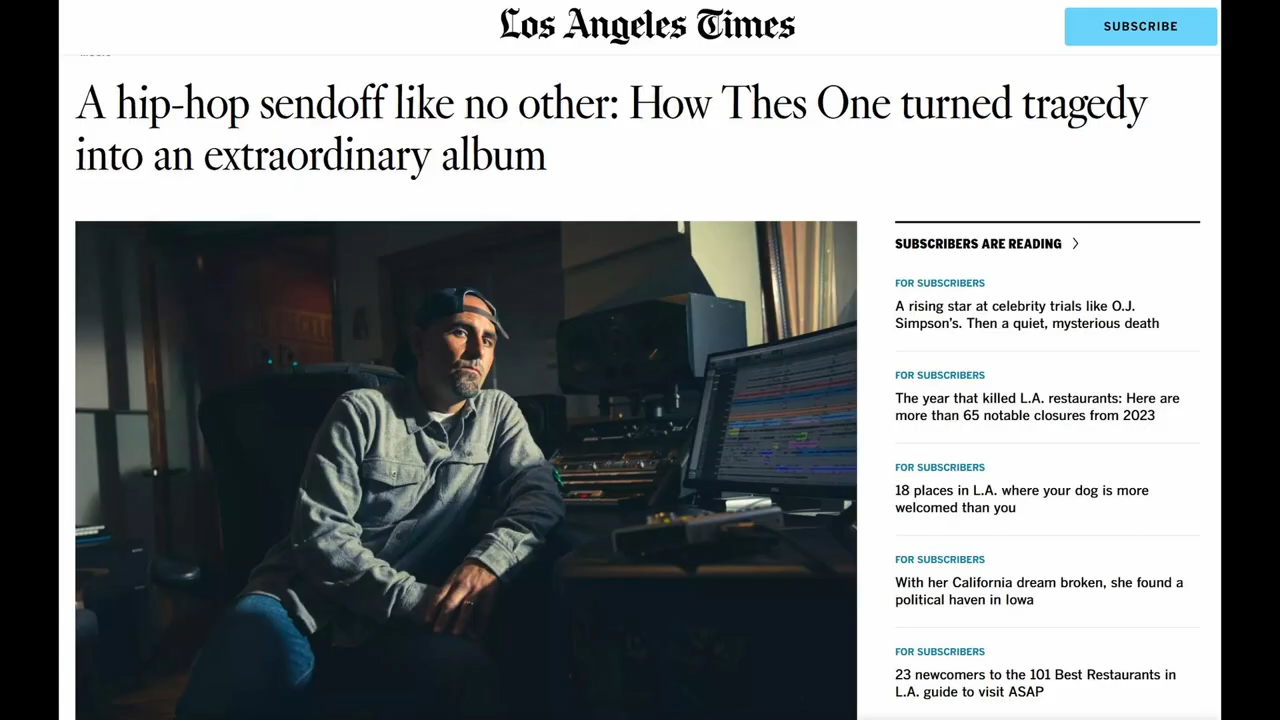 Los Angeles Times
SUBSCRIBE
A hip-hop sendoff like no other: How Thes One turned tragedy
into an extraordinary album
SUBSCRIBERS ARE READING
FOR SUBSCRIBERS
A rising star at celebrity trials like O.J.
Simpson's. Then a quiet, mysterious death
FOR SUBSCRIBERS
The year that killed L.A. restaurants: Here are
more than 65 notable closures from 2023
FOR SUBSCRIBERS
18 places in L.A. where your dog is more
welcomed than you
FOR SUBSCRIBERS
With her California dream broken, she found a
political haven in Iowa
FOR SUBSCRIBERS
23 newcomers to the 101 Best Restaurants in
L.A. guide to visit ASAP